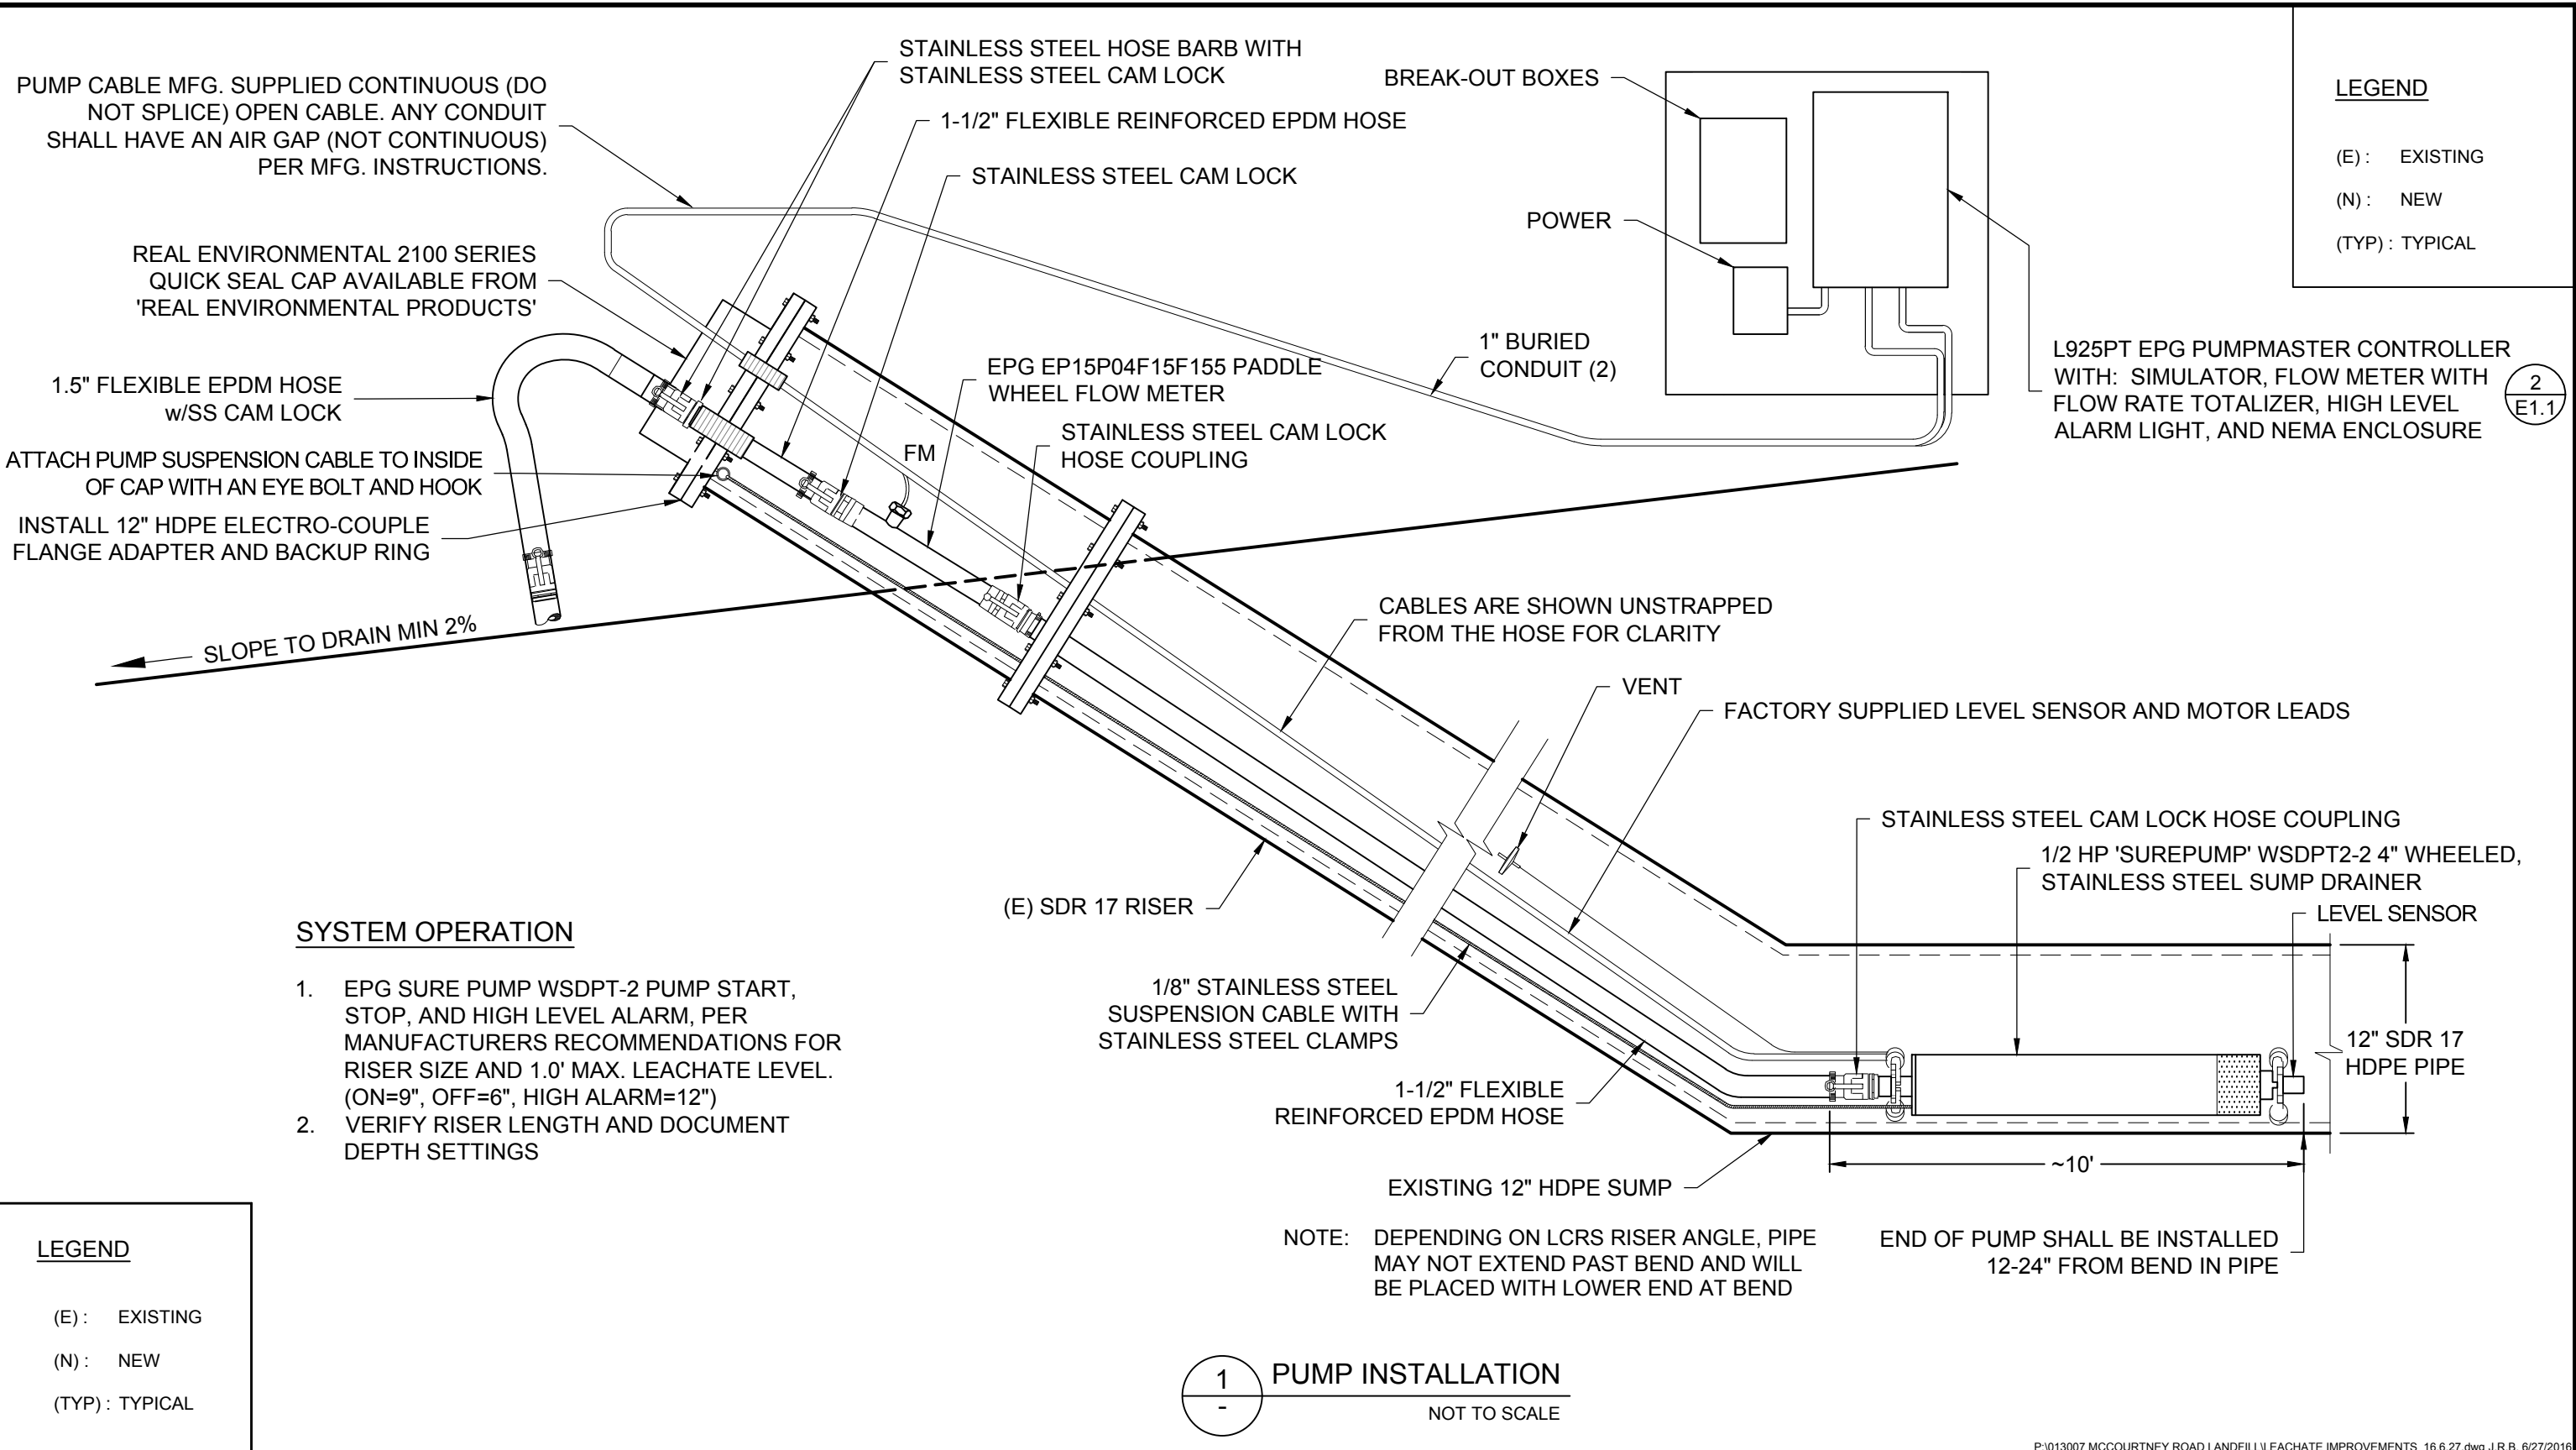 PUMP CABLE MFG. SUPPLIED CONTINUOUS (DO
NOT SPLICE) OPEN CABLE. ANY CONDUIT
SHALL HAVE AN AIR GAP (NOT CONTINUOUS)
PER MFG. INSTRUCTIONS.
STAINLESS STEEL HOSE BARB WITH
STAINLESS STEEL CAM LOCK
1-1/2" FLEXIBLE REINFORCED EPDM HOSE
STAINLESS STEEL CAM LOCK
BREAK-OUT BOXES
POWER
LEGEND
(E) : EXISTING
(N) : NEW
(TYP) : TYPICAL
REAL ENVIRONMENTAL 2100 SERIES
QUICK SEAL CAP AVAILABLE FROM
'REAL ENVIRONMENTAL PRODUCTS'
1.5" FLEXIBLE EPDM HOSE
w/SS CAM LOCK
ATTACH PUMP SUSPENSION CABLE TO INSIDE
OF CAP WITH AN EYE BOLT AND HOOK
INSTALL 12" HDPE ELECTRO-COUPLE
FLANGE ADAPTER AND BACKUP RING
EPG EP15P04F15F155 PADDLE
WHEEL FLOW METER
FM
STAINLESS STEEL CAM LOCK
HOSE COUPLING
1" BURIED
CONDUIT (2)
L925PT EPG PUMPMASTER CONTROLLER
WITH: SIMULATOR, FLOW METER WITH
FLOW RATE TOTALIZER, HIGH LEVEL
ALARM LIGHT, AND NEMA ENCLOSURE
2
E1.1
SLOPE TO DRAIN MIN 2%
CABLES ARE SHOWN UNSTRAPPED
FROM THE HOSE FOR CLARITY
VENT
FACTORY SUPPLIED LEVEL SENSOR AND MOTOR LEADS
STAINLESS STEEL CAM LOCK HOSE COUPLING
1/2 HP 'SUREPUMP' WSDPT2-2 4" WHEELED,
STAINLESS STEEL SUMP DRAINER
LEVEL SENSOR
(E) SDR 17 RISER
1/8" STAINLESS STEEL
SUSPENSION CABLE WITH
STAINLESS STEEL CLAMPS
1-1/2" FLEXIBLE
REINFORCED EPDM HOSE
12" SDR 17
HDPE PIPE
~10'
EXISTING 12" HDPE SUMP
NOTE: DEPENDING ON LCRS RISER ANGLE, PIPE
MAY NOT EXTEND PAST BEND AND WILL
BE PLACED WITH LOWER END AT BEND
END OF PUMP SHALL BE INSTALLED
12-24" FROM BEND IN PIPE
SYSTEM OPERATION
1. EPG SURE PUMP WSDPT-2 PUMP START,
STOP, AND HIGH LEVEL ALARM, PER
MANUFACTURERS RECOMMENDATIONS FOR
RISER SIZE AND 1.0' MAX. LEACHATE LEVEL.
(ON=9", OFF=6", HIGH ALARM=12")
2. VERIFY RISER LENGTH AND DOCUMENT
DEPTH SETTINGS
LEGEND
(E) : EXISTING
(N) : NEW
(TYP) : TYPICAL
1
-
PUMP INSTALLATION
NOT TO SCALE
P:\013007 MCCOURTNEY ROAD LANDFILL\LEACHATE IMPROVEMENTS_16.6.27.dwg J.R.B. 6/27/2016